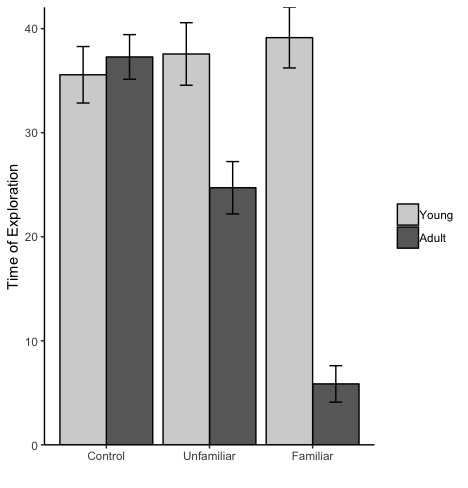 Time of Exploration
40
30
20
10
0
Control
Unfamiliar
Familiar
Young
Adult